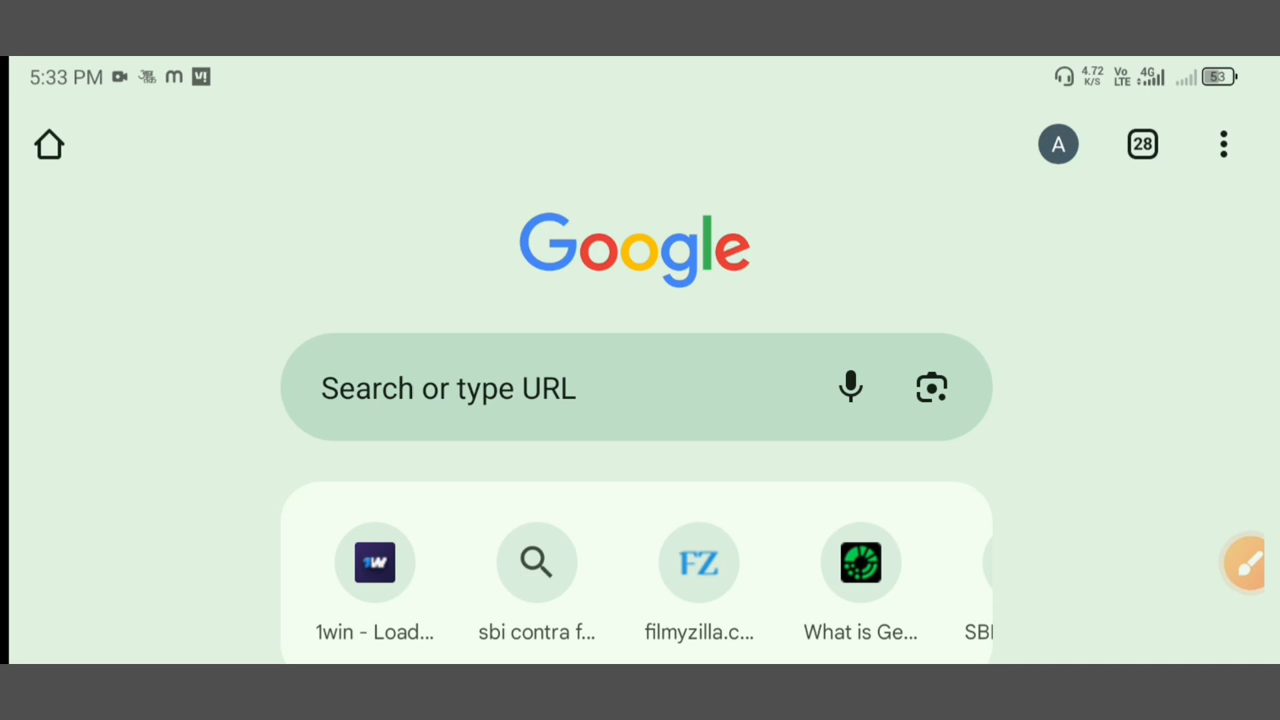 5:33 PM
4.72
K/S
Vo
LTE
4G
53
A
28
Google
Search or type URL
1W
FZ
1win - Load...
sbi contra f...
filmyzilla.c...
What is Ge...
SBI